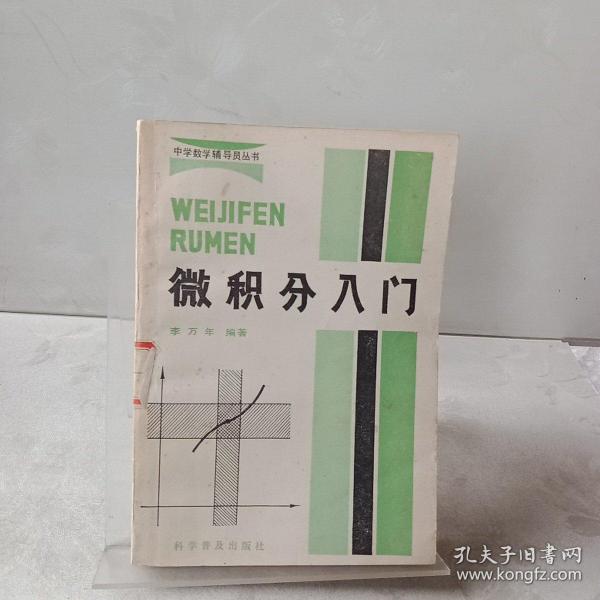 中学数学辅导员丛书
WEIJIFEN
RUMEN
微积分入门
李万年 编著
科学普及出版社
孔夫子旧书网
www.kongfz.com